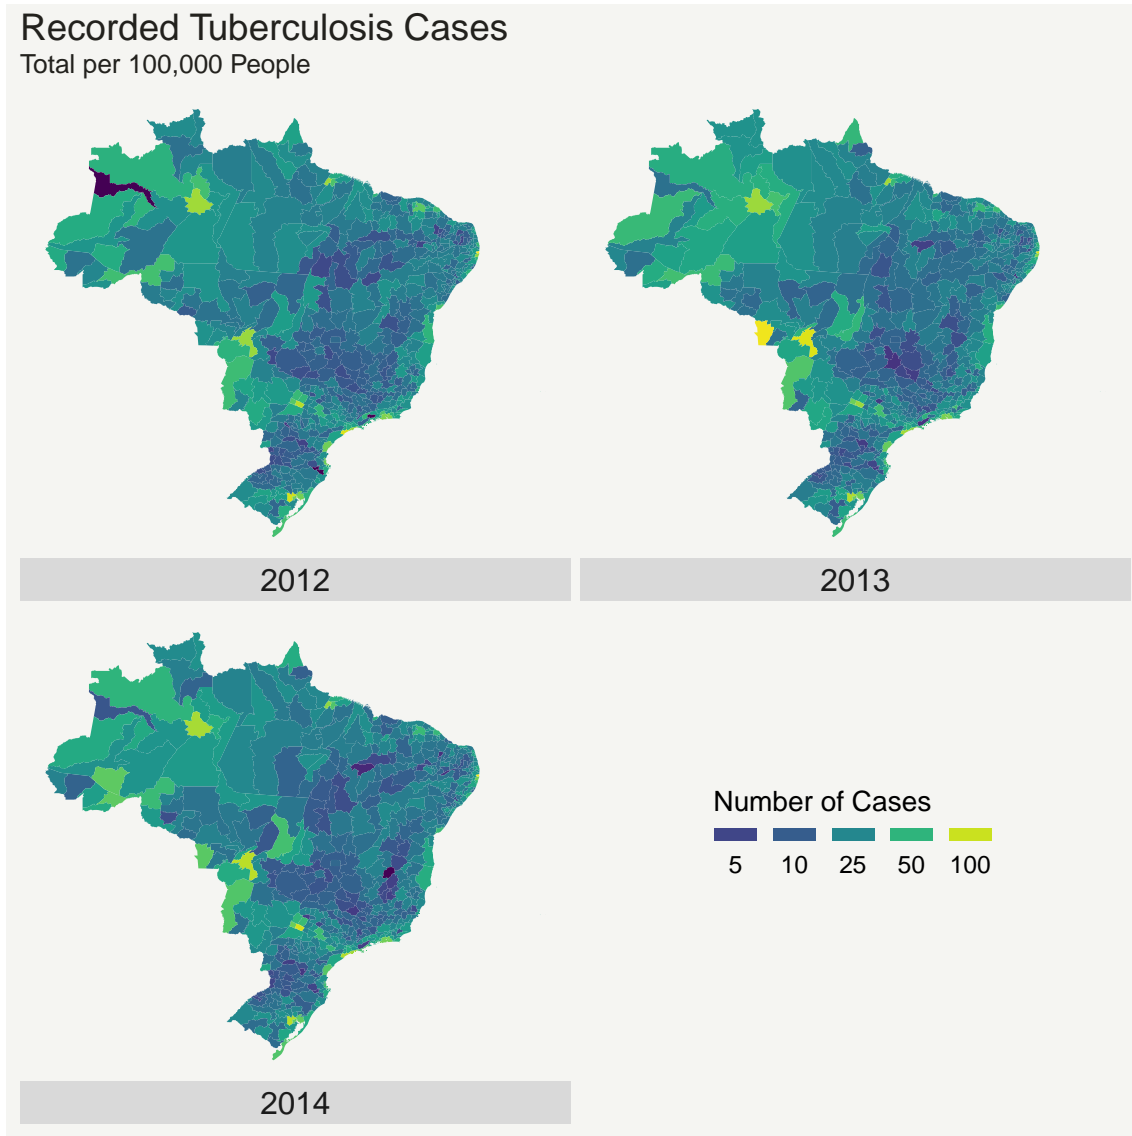 Recorded Tuberculosis Cases
Total per 100,000 People
2012
2013
2014
Number of Cases
5 10 25 50 100